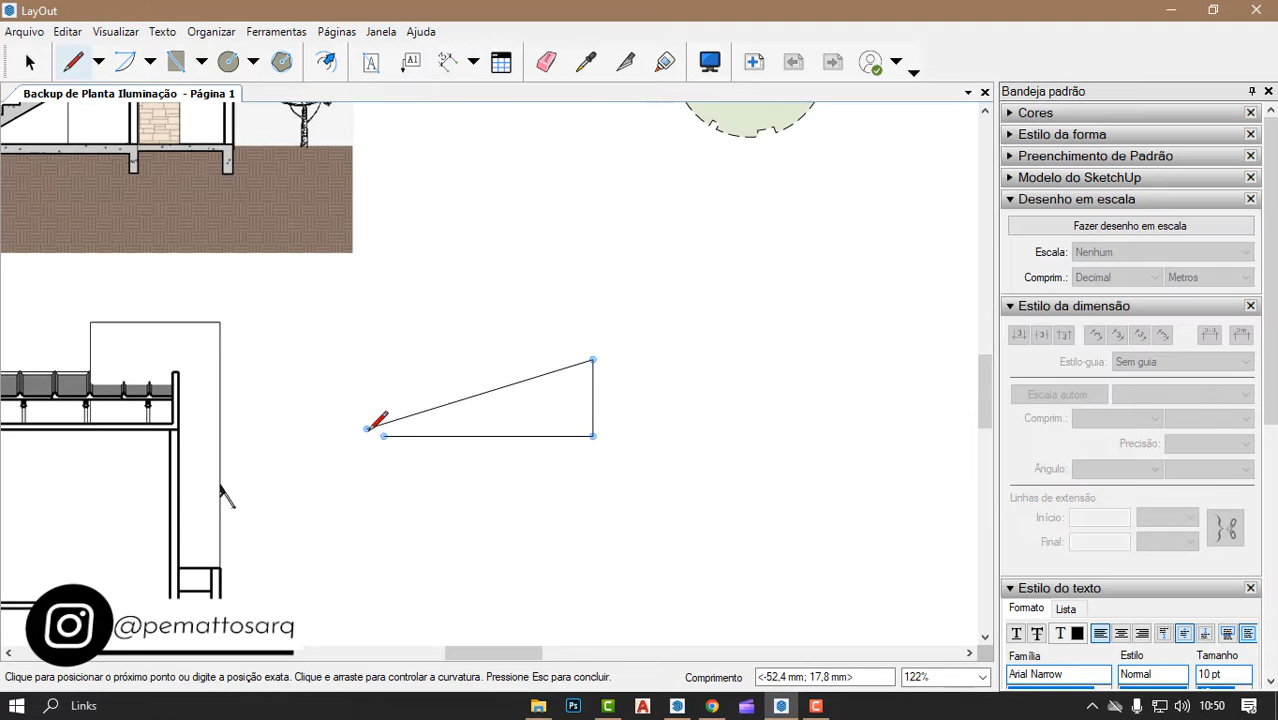 LayOut
Arquivo Editar Visualizar Texto Organizar Ferramentas Páginas Janela Ajuda
A A1
Backup de Planta Iluminação - Página 1
Bandeja padrão
Cores
Estilo da forma
Preenchimento de Padrão
Modelo do SketchUp
Desenho em escala
Fazer desenho em escala
Escala: Nenhum
Comprim.: Decimal Metros
Estilo da dimensão
Estilo-guia: Sem guia
Escala autom.
Comprim.:
Precisão:
Ângulo:
Linhas de extensão
Início:
Final:
Estilo do texto
Formato Lista
Família Estilo Tamanho
Arial Narrow Normal 10 pt
@pemattosarq
Clique para posicionar o próximo ponto ou digite a posição exata. Clique e arraste para controlar a curvatura. Pressione Esc para concluir. Comprimento <-52,4 mm; 17,8 mm> 122%
Links
10:50